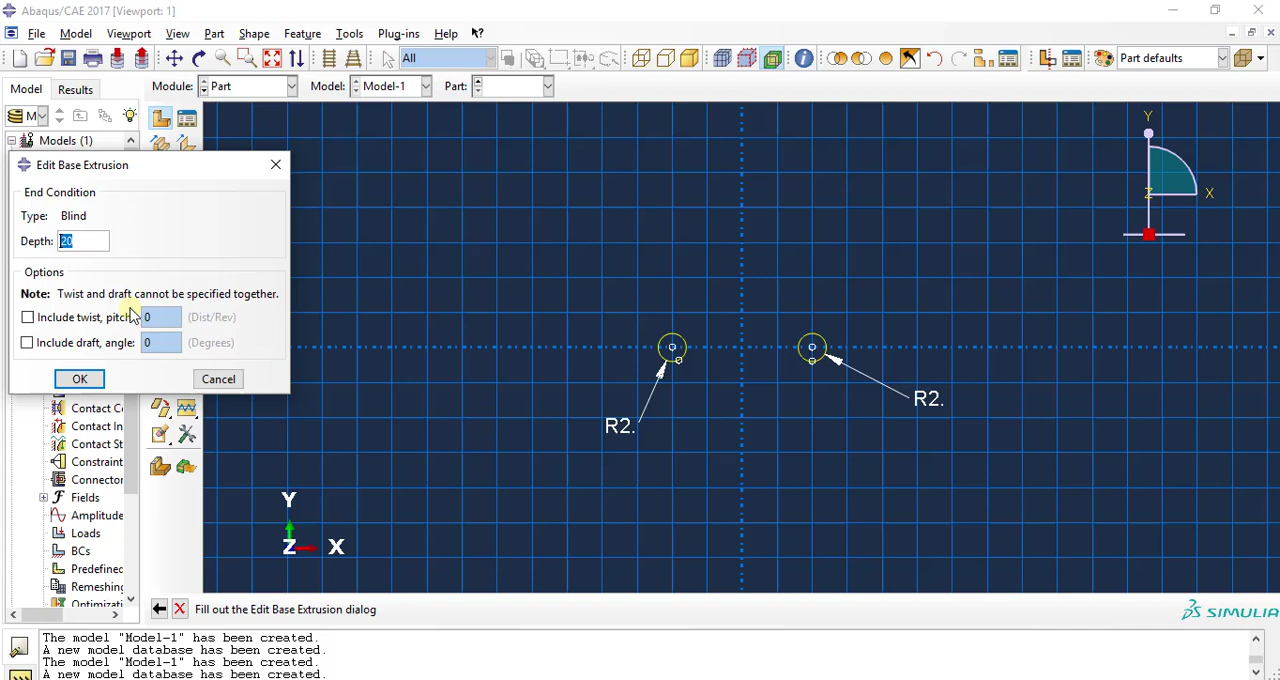 Abaqus/CAE 2017 [Viewport: 1]
File Model Viewport View Part Shape Feature Tools Plug-ins Help
All Part defaults
Model Results Module: Part Model: Model-1 Part:
M
Models (1)
Edit Base Extrusion
End Condition
Type: Blind
Depth: 20
Options
Note: Twist and draft cannot be specified together.
Include twist, pitch 0 (Dist/Rev)
Include draft, angle: 0 (Degrees)
OK Cancel
Contact Co
Contact In
Contact St
Constraint
Connector
Fields
Amplitude
Loads
BCs
Predefined
Remeshing
Optimizati
Y
Z X
R2.
R2.
Y
Z X
Fill out the Edit Base Extrusion dialog
SIMULIA
The model "Model-1" has been created.
A new model database has been created.
The model "Model-1" has been created.
A new model database has been created.